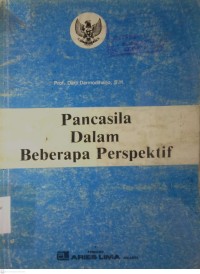 Prof. Darji Darmodiharjo, S.H.
Pancasila
Dalam
Beberapa Perspektif
ARIES LIMA